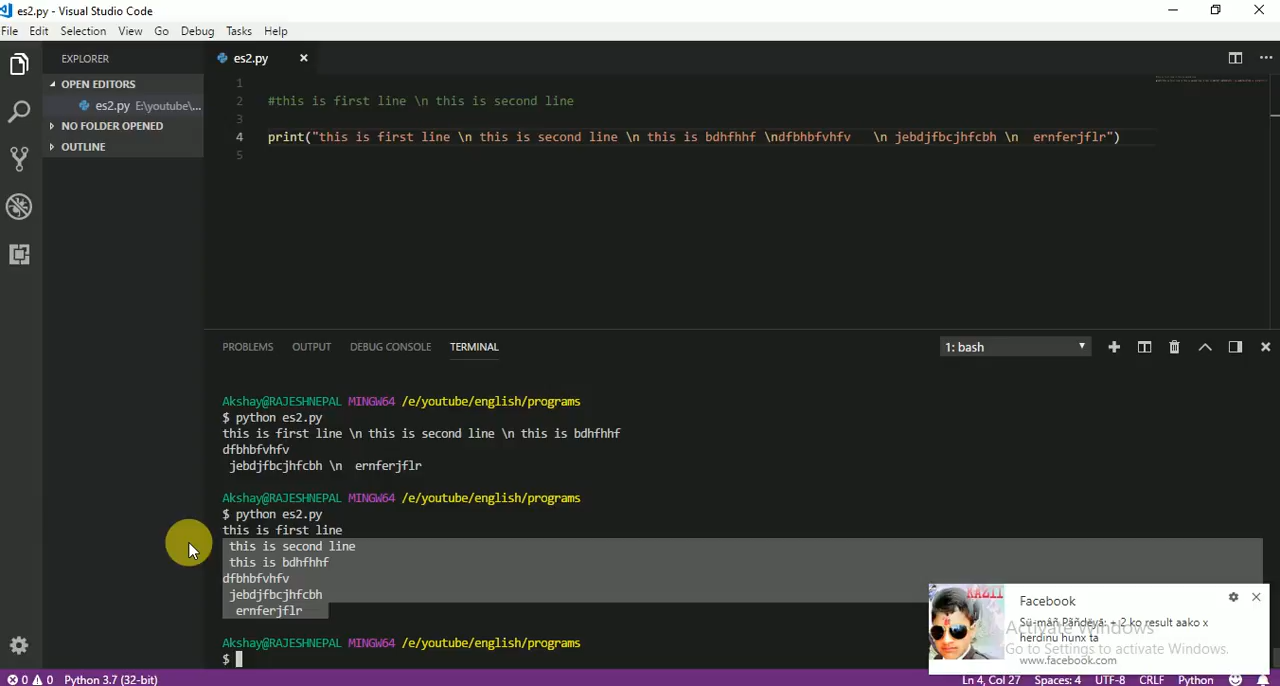 es2.py - Visual Studio Code
File Edit Selection View Go Debug Tasks Help
EXPLORER
OPEN EDITORS
es2.py E\youtube\...
NO FOLDER OPENED
OUTLINE
es2.py
1
2 #this is first line \n this is second line
3
4 print("this is first line \n this is second line \n this is bdhfhhf \ndfbhbfvhfv \n jebdjfbcjhfcbh \n ernferjflr")
5
PROBLEMS OUTPUT DEBUG CONSOLE TERMINAL
1: bash
Akshay@RAJESHNEPAL MINGW64 /e/youtube/english/programs
$ python es2.py
this is first line \n this is second line \n this is bdhfhhf
dfbhbfvhfv
jebdjfbcjhfcbh \n ernferjflr
Akshay@RAJESHNEPAL MINGW64 /e/youtube/english/programs
$ python es2.py
this is first line
this is second line
this is bdhfhhf
dfbhbfvhfv
jebdjfbcjhfcbh
ernferjflr
Akshay@RAJESHNEPAL MINGW64 /e/youtube/english/programs
$
Facebook
Sü-mâñ Pâñdëyâ: + 2 ko result aako x
herdinu hunx ta
www.facebook.com
Activate Windows
Go to Settings to activate Windows.
0 0 Python 3.7 (32-bit)
Ln 4, Col 27 Spaces: 4 UTF-8 CRLF Python